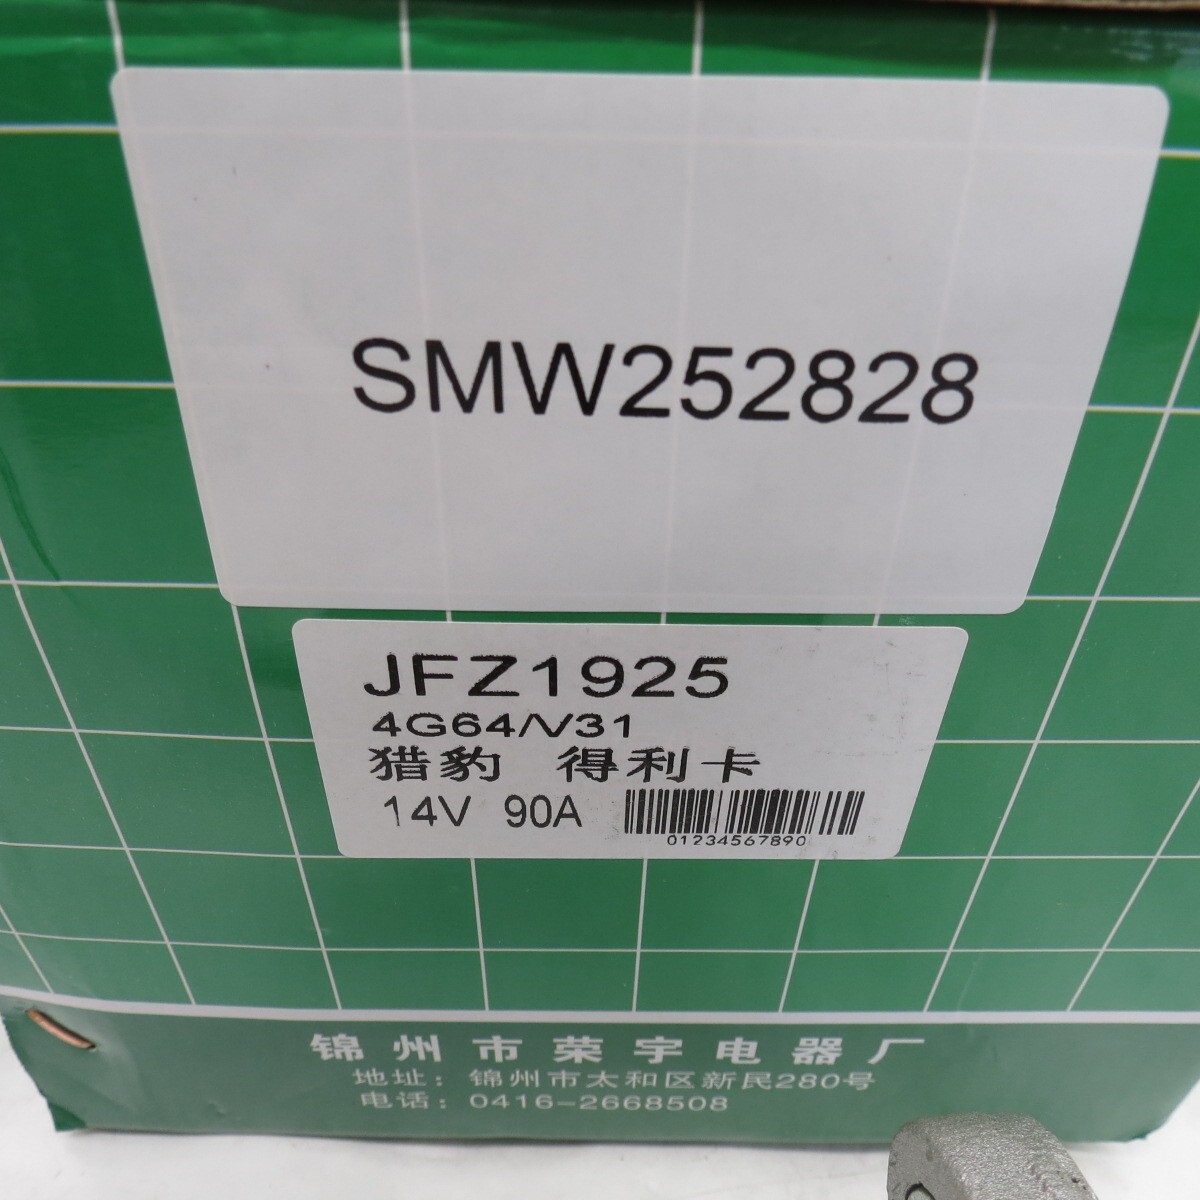 SMW252828
JFZ1925
4G64/V31
猎豹 得利卡
14V 90A
01234567890
锦州市荣宇电器厂
地址：锦州市太和区新民280号
电话：0416-2668508